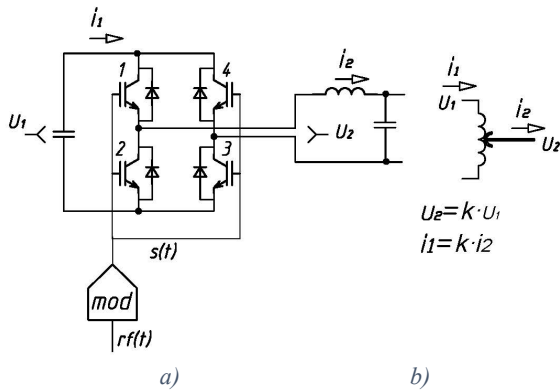 i₁
1
4
U₁
2
3
i₂
U₂
s(t)
mod
rf(t)
i₁
U₁
i₂
U₂
U₂=k·U₁
i1=k·i2
a)
b)